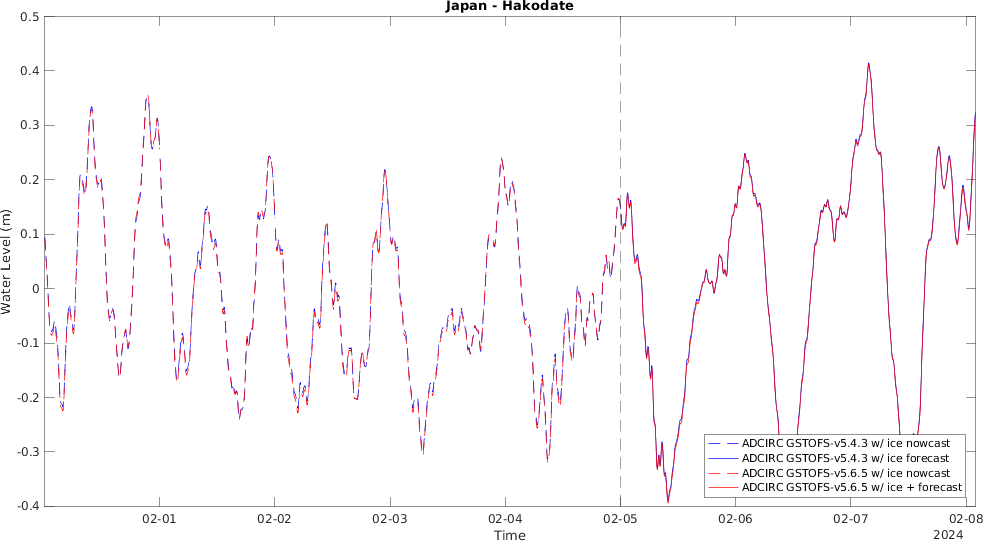 Japan - Hakodate
0.5
0.4
0.3
0.2
0.1
0
-0.1
-0.2
-0.3
-0.4
Water Level (m)
ADCIRC GSTOFS-v5.4.3 w/ ice nowcast
ADCIRC GSTOFS-v5.4.3 w/ ice forecast
ADCIRC GSTOFS-v5.6.5 w/ ice nowcast
ADCIRC GSTOFS-v5.6.5 w/ ice + forecast
02-01 02-02 02-03 02-04 02-05 02-06 02-07 02-08
Time 2024